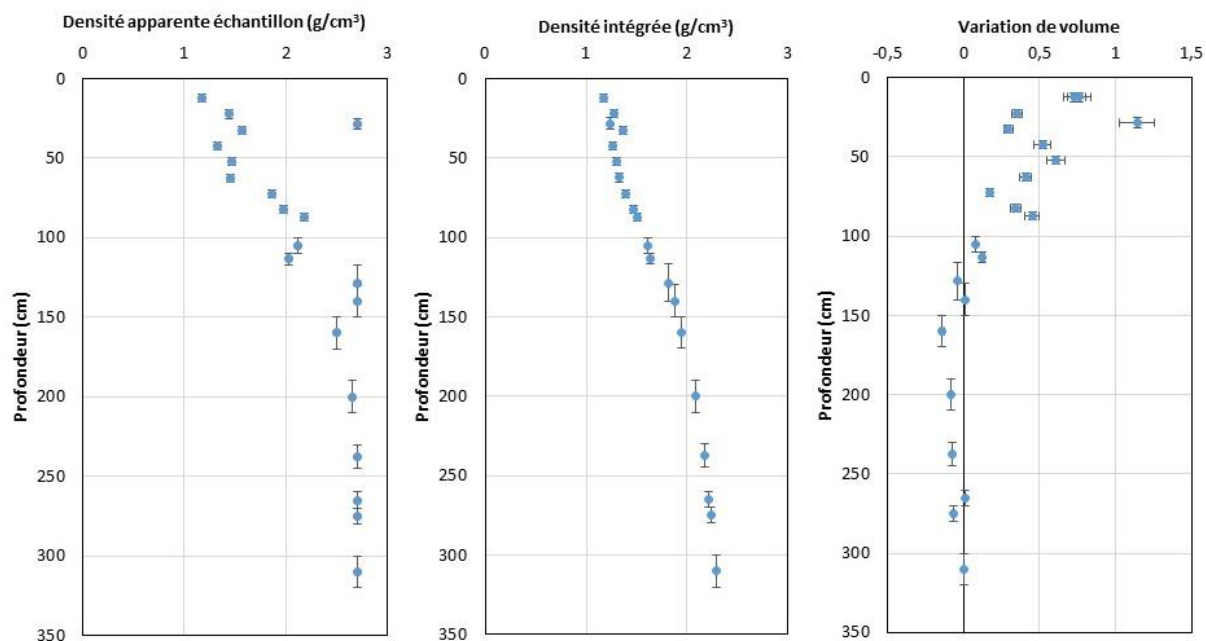 Densité apparente échantillon (g/cm³)
0 1 2 3
0
50
100
150
200
250
300
350
Profondeur (cm)
Densité intégrée (g/cm³)
0 1 2 3
0
50
100
150
200
250
300
350
Profondeur (cm)
Variation de volume
-0,5 0 0,5 1 1,5
0
50
100
150
200
250
300
350
Profondeur (cm)